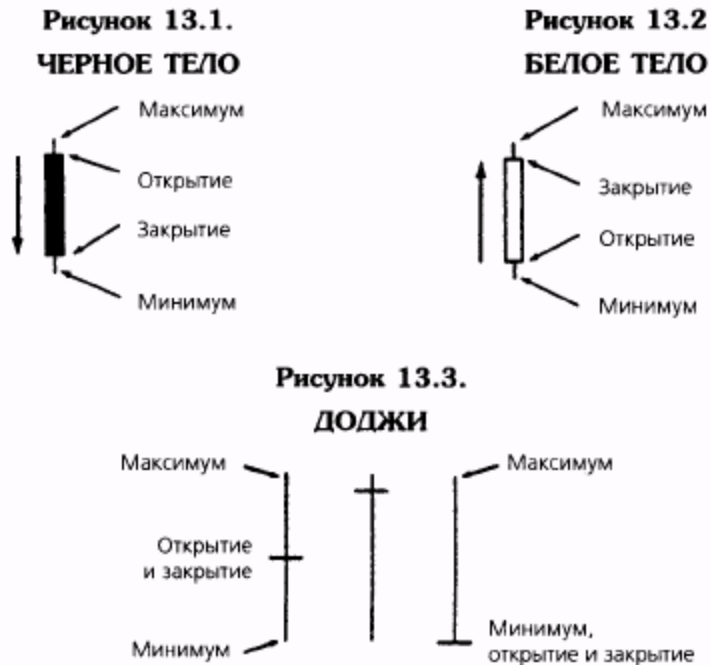 Рисунок 13.1.
ЧЕРНОЕ ТЕЛО
Максимум
Открытие
Закрытие
Минимум
Рисунок 13.2
БЕЛОЕ ТЕЛО
Максимум
Закрытие
Открытие
Минимум
Рисунок 13.3.
ДОДЖИ
Максимум
Открытие
и закрытие
Минимум
Максимум
Минимум,
открытие и закрытие